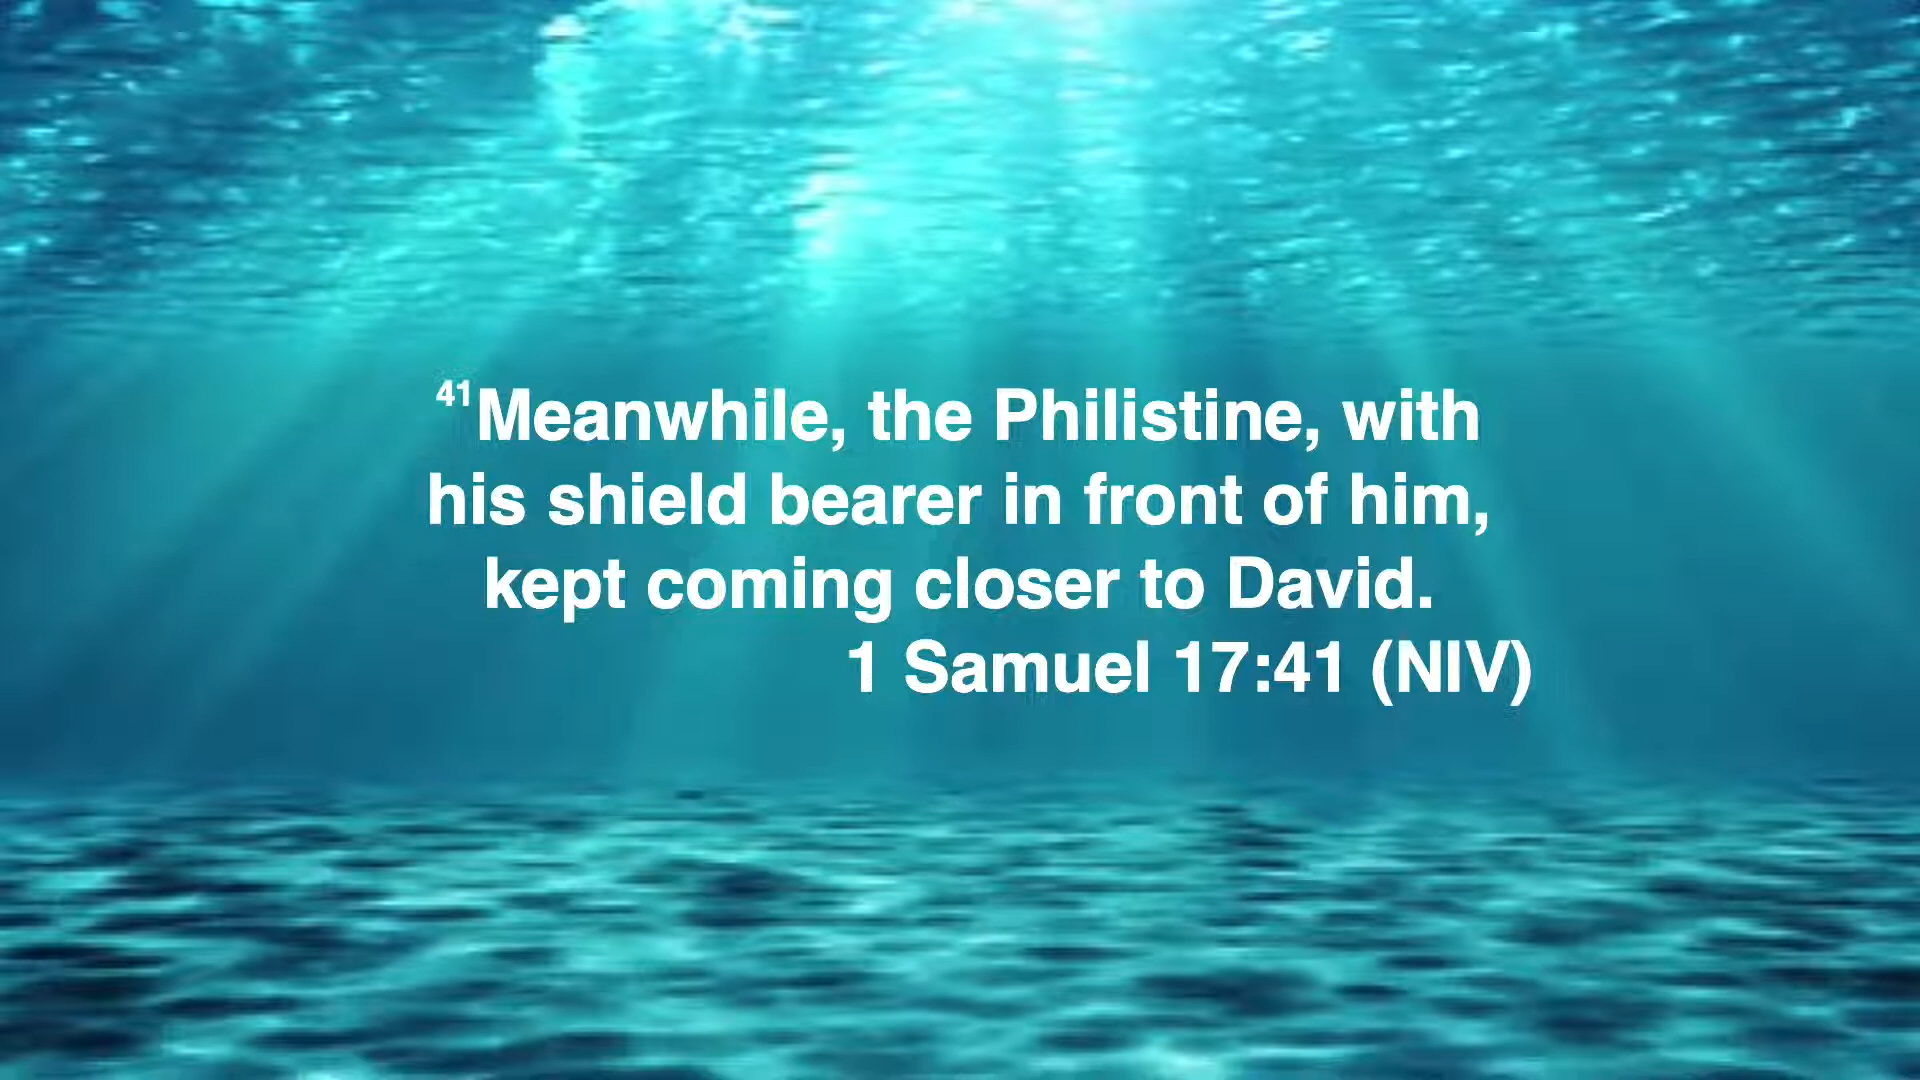 41Meanwhile, the Philistine, with
his shield bearer in front of him,
kept coming closer to David.
1 Samuel 17:41 (NIV)